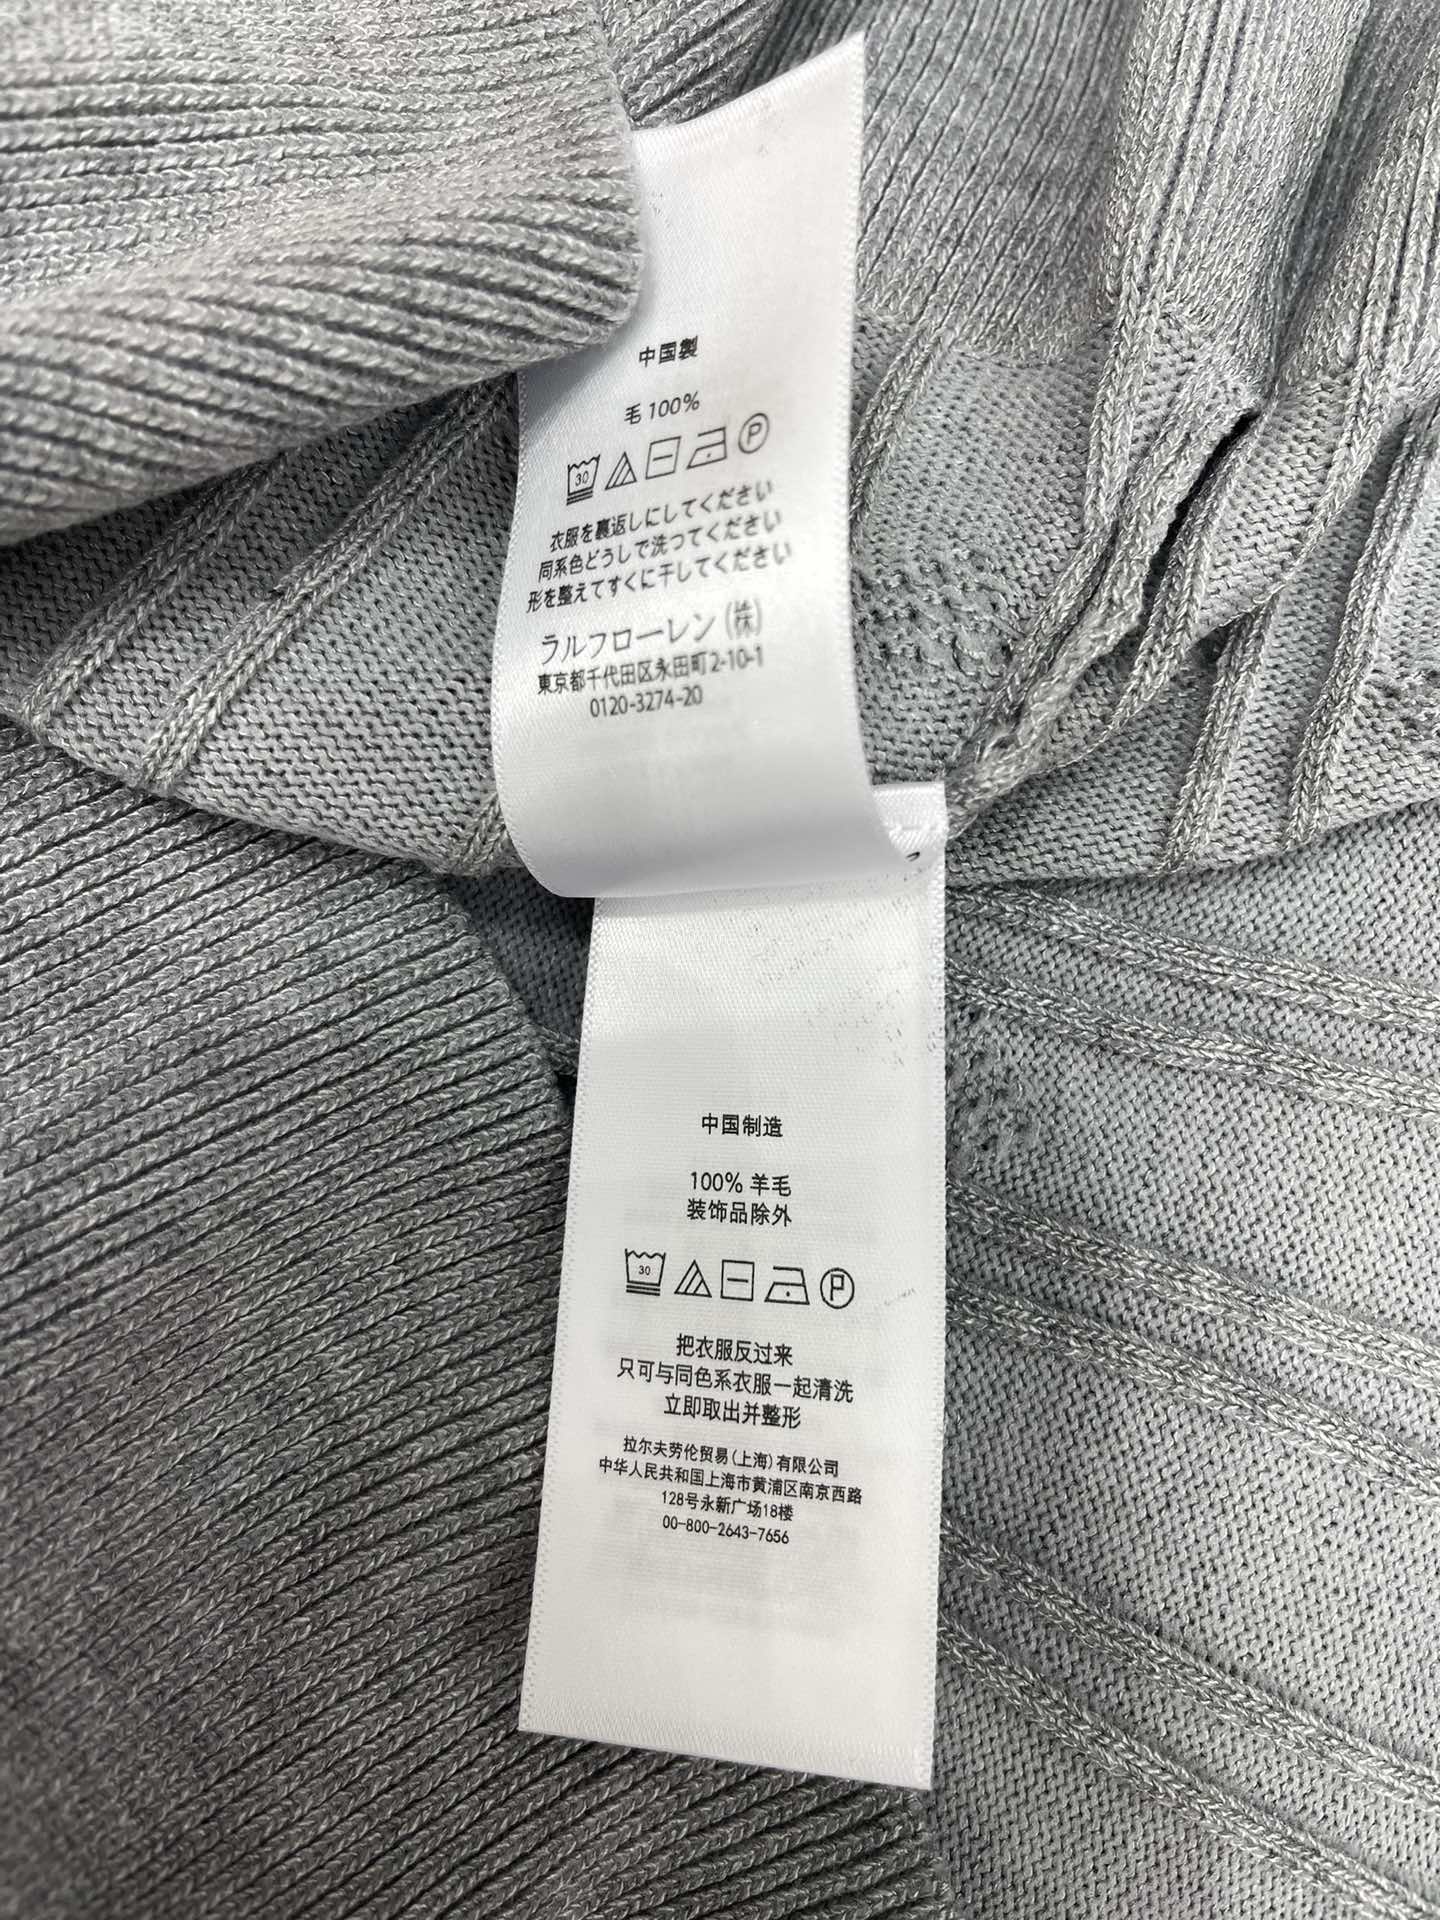 中国製
毛 100%
30
P
衣服を裏返しにしてください
同系色どうしで洗ってください
形を整えてすぐに干してください
ラルフローレン (株)
東京都千代田区永田町2-10-1
0120-3274-20
中国制造
100% 羊毛
装饰品除外
30
P
把衣服反过来
只可与同色系衣服一起清洗
立即取出并整形
拉尔夫劳伦贸易(上海)有限公司
中华人民共和国上海市黄浦区南京西路
128号永新广场18楼
00-800-2643-7656